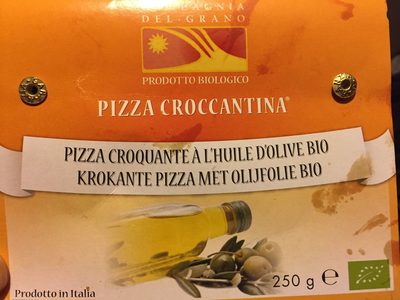 DEL·GRANO
PRODOTTO BIOLOGICO
PIZZA CROCCANTINA®
PIZZA CROQUANTE À L'HUILE D'OLIVE BIO
KROKANTE PIZZA MET OLIJFOLIE BIO
250 g ℮
Prodotto in Italia